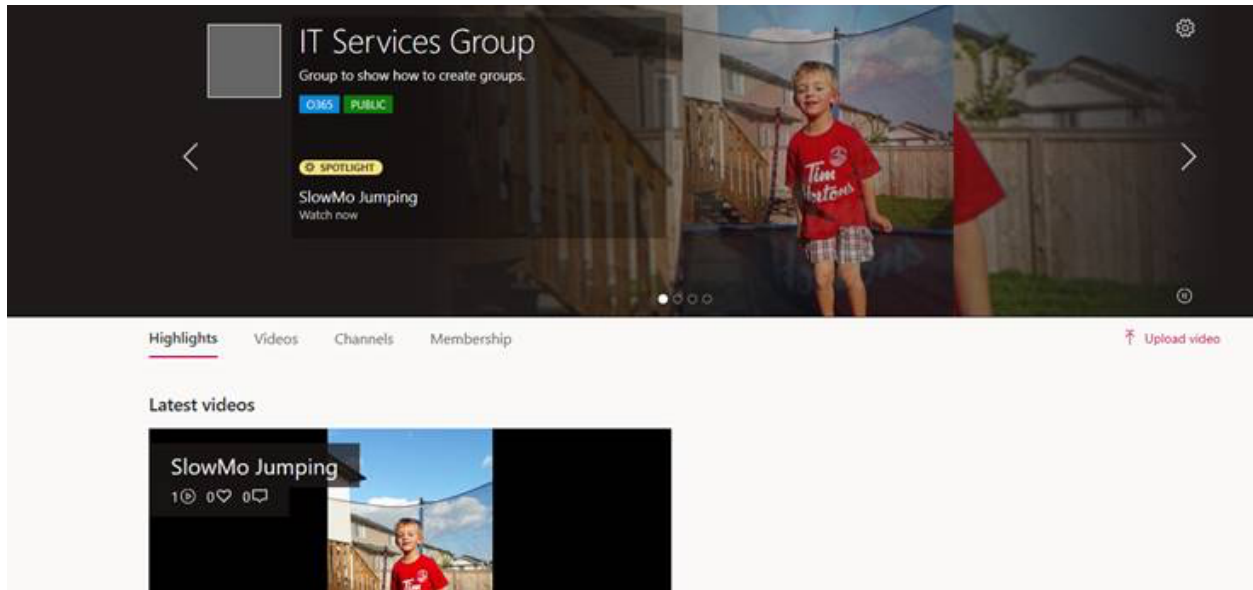 IT Services Group
Group to show how to create groups.
O365 PUBLIC
SPOTLIGHT
SlowMo Jumping
Watch now
Tim
Hortons
Highlights Videos Channels Membership Upload video
Latest videos
SlowMo Jumping
1 0 0
Tim